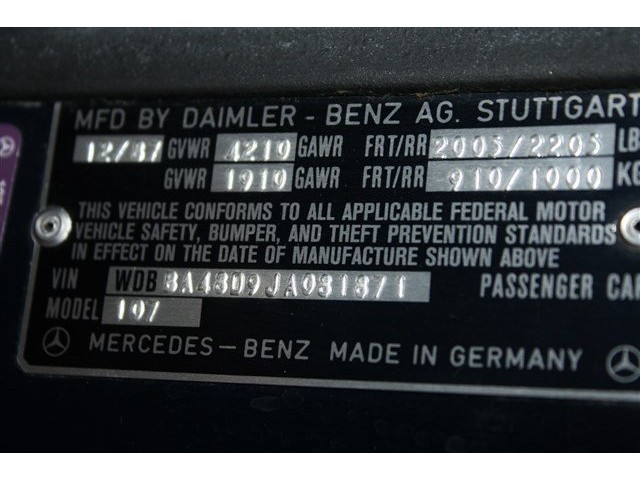 MFD BY DAIMLER - BENZ AG. STUTTGART
12/87 GVWR 4210 GAWR FRT/RR 2005/2205 LB
GVWR 1910 GAWR FRT/RR 910/1000 KG
THIS VEHICLE CONFORMS TO ALL APPLICABLE FEDERAL MOTOR
VEHICLE SAFETY, BUMPER, AND THEFT PREVENTION STANDARDS
IN EFFECT ON THE DATE OF MANUFACTURE SHOWN ABOVE
VIN WDB BA48D9JA081871 PASSENGER CAR
MODEL 107
MERCEDES-BENZ MADE IN GERMANY